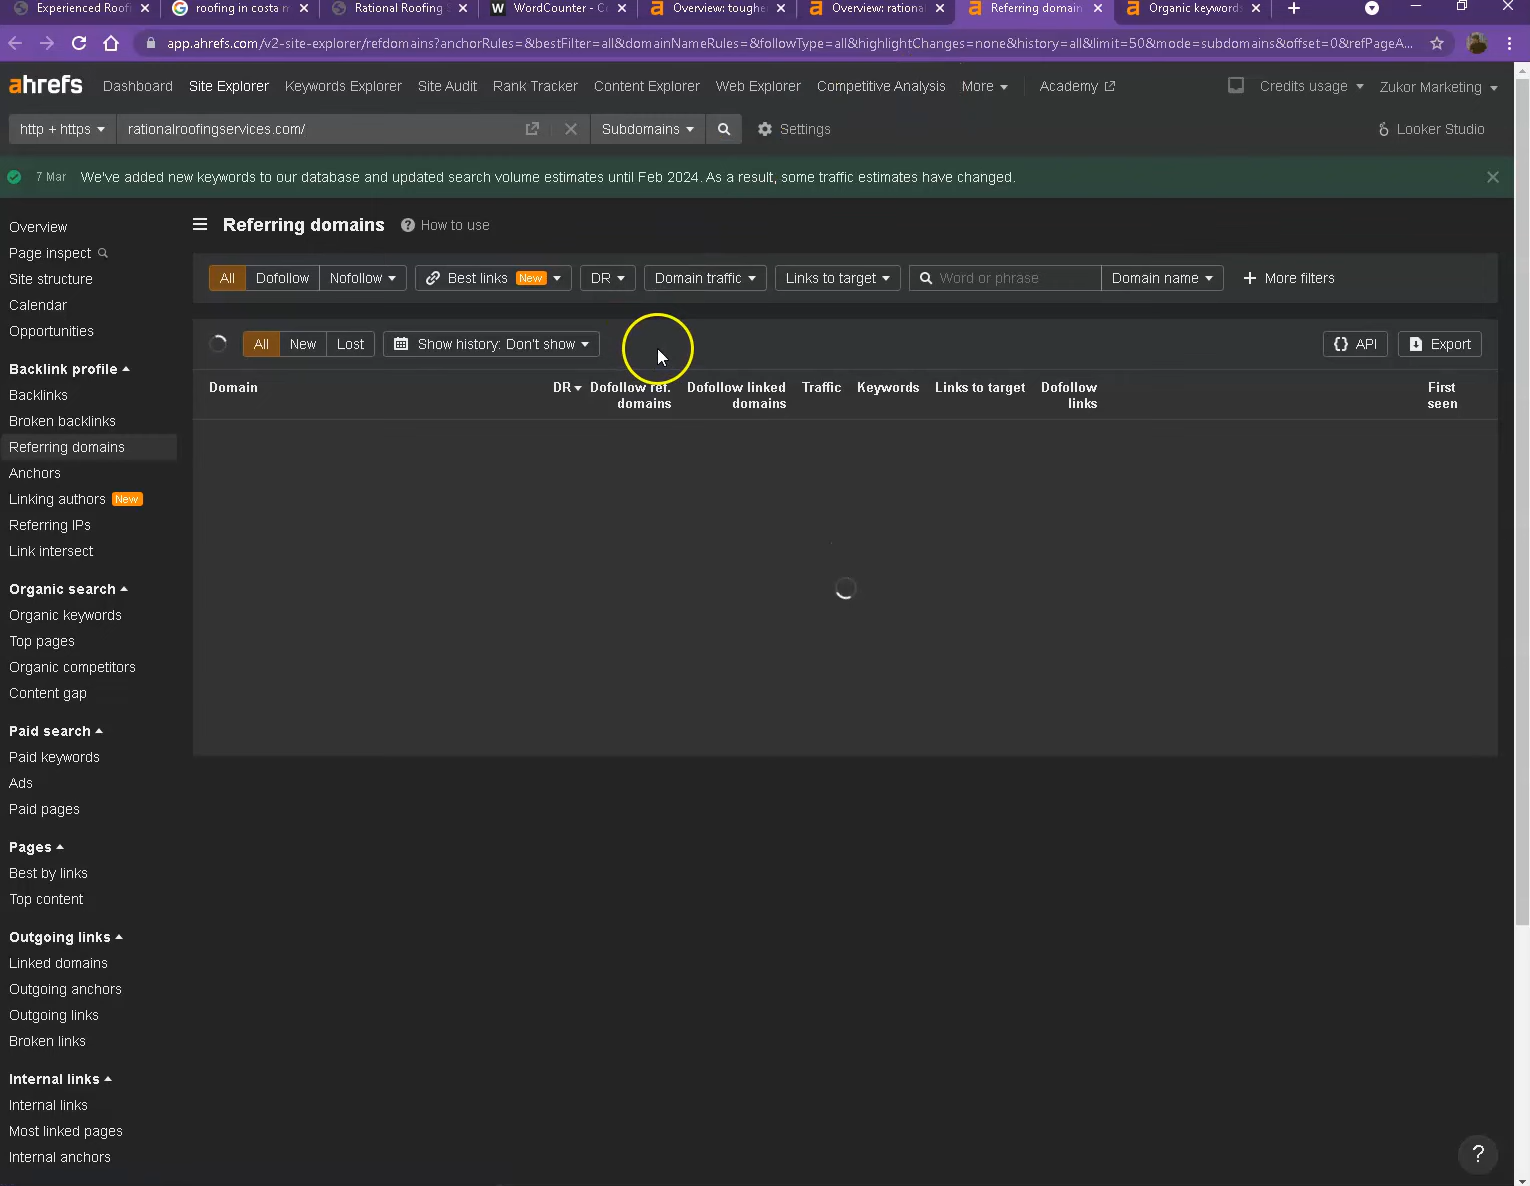 Experienced Roofi
roofing in costa m
Rational Roofing S
WordCounter - Co
Overview: toughe
Overview: rational
Referring domain
Organic keywords
app.ahrefs.com/v2-site-explorer/refdomains?anchorRules=&bestFilter=all&domainNameRules=&followType=all&highlightChanges=none&history=all&limit=50&mode=subdomains&offset=0&refPageA...
ahrefs
Dashboard
Site Explorer
Keywords Explorer
Site Audit
Rank Tracker
Content Explorer
Web Explorer
Competitive Analysis
More
Academy
Credits usage
Zukor Marketing
http + https
rationalroofingservices.com/
Subdomains
Settings
Looker Studio
7 Mar
We've added new keywords to our database and updated search volume estimates until Feb 2024. As a result, some traffic estimates have changed.
Overview
Page inspect
Site structure
Calendar
Opportunities
Backlink profile
Backlinks
Broken backlinks
Referring domains
Anchors
Linking authors New
Referring IPs
Link intersect
Organic search
Organic keywords
Top pages
Organic competitors
Content gap
Paid search
Paid keywords
Ads
Paid pages
Pages
Best by links
Top content
Outgoing links
Linked domains
Outgoing anchors
Outgoing links
Broken links
Internal links
Internal links
Most linked pages
Internal anchors
Referring domains
? How to use
All
Dofollow
Nofollow
Best links New
DR
Domain traffic
Links to target
Word or phrase
Domain name
+ More filters
All
New
Lost
Show history: Don't show
{} API
Export
Domain
DR
Dofollow ref.
domains
Dofollow linked
domains
Traffic
Keywords
Links to target
Dofollow
links
First
seen
?